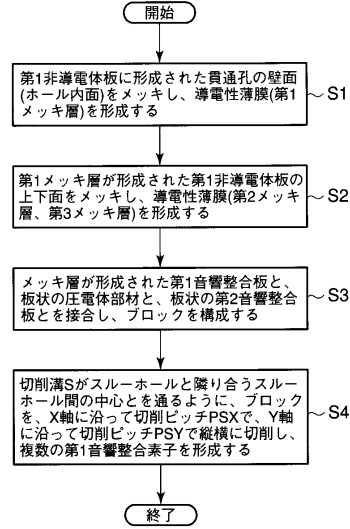 開始
第1非導電体板に形成された貫通孔の壁面
(ホール内面)をメッキし、導電性薄膜(第1
メッキ層)を形成する
S1
第1メッキ層が形成された第1非導電体板の
上下面をメッキし、導電性薄膜(第2メッキ
層、第3メッキ層)を形成する
S2
メッキ層が形成された第1音響整合板と、
板状の圧電体部材と、板状の第2音響整合
板とを接合し、ブロックを構成する
S3
切削溝Sがスルーホールと隣り合うスルー
ホール間の中心とを通るように、ブロック
を、X軸に沿って切削ピッチPSXで、Y軸
に沿って切削ピッチPSYで縦横に切削し、
複数の第1音響整合素子を形成する
S4
終了